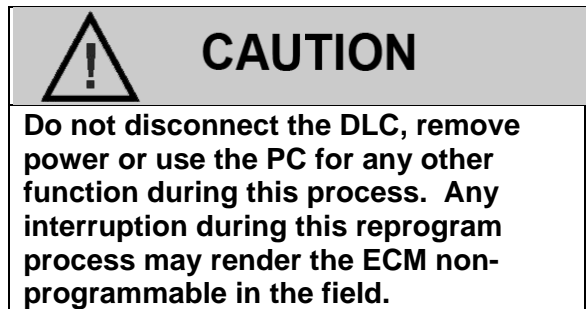 CAUTION
Do not disconnect the DLC, remove
power or use the PC for any other
function during this process.  Any
interruption during this reprogram
process may render the ECM non-
programmable in the field.